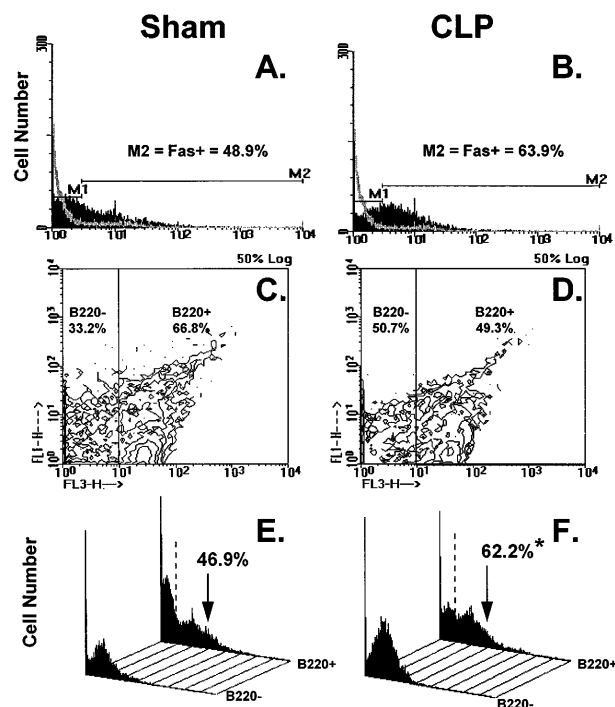 Sham CLP
A. B.
Cell Number
300 300
M2 = Fas+ = 48.9% M2 = Fas+ = 63.9%
M2 M2
M1 M1
0 0
10⁰ 10¹ 10² 10³ 10⁴ 10⁰ 10¹ 10² 10³ 10⁴
50% Log 50% Log
C. D.
10⁴ 10⁴
B220- B220+ B220- B220+
33.2% 66.8% 50.7% 49.3%
10³ 10³
10² 10²
10¹ 10¹
10⁰ 10⁰
FL1-H----> FL1-H---->
10⁰ 10¹ 10² 10³ 10⁴ 10⁰ 10¹ 10² 10³ 10⁴
FL3-H--> FL3-H-->
E. F.
Cell Number
46.9% 62.2%*
B220+ B220+
B220- B220-